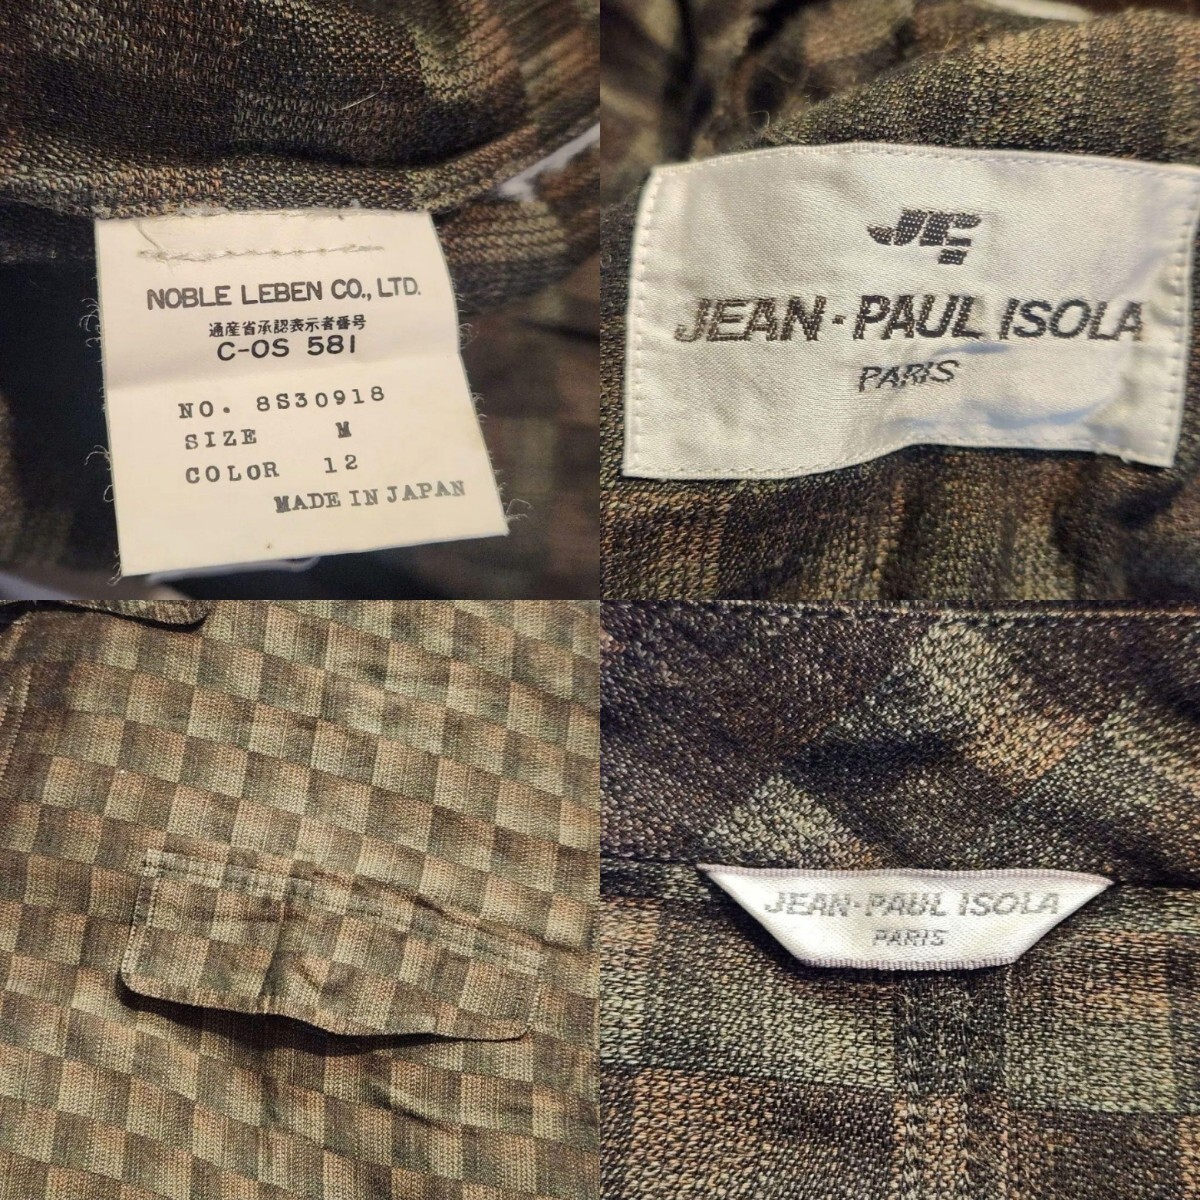 NOBLE LEBEN CO., LTD.
通産省承認表示者番号
C-OS 581
NO. 8S30918
SIZE M
COLOR 12
MADE IN JAPAN
JEAN-PAUL ISOLA
PARIS
JEAN-PAUL ISOLA
PARIS